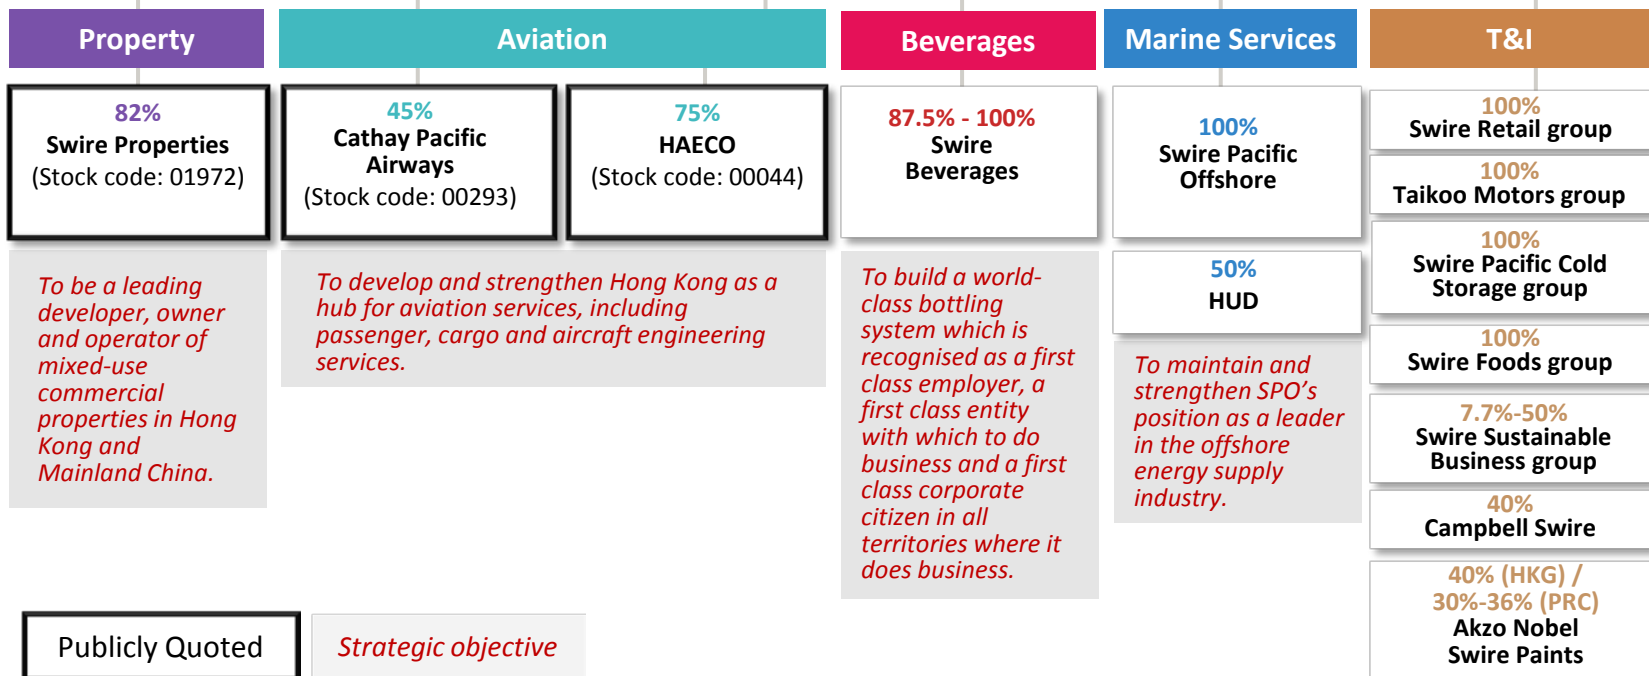 Property
82%
Swire Properties
(Stock code: 01972)
To be a leading
developer, owner
and operator of
mixed-use
commercial
properties in Hong
Kong and
Mainland China.
Aviation
45%
Cathay Pacific
Airways
(Stock code: 00293)
75%
HAECO
(Stock code: 00044)
To develop and strengthen Hong Kong as a
hub for aviation services, including
passenger, cargo and aircraft engineering
services.
Beverages
87.5% - 100%
Swire
Beverages
To build a world-
class bottling
system which is
recognised as a first
class employer, a
first class entity
with which to do
business and a first
class corporate
citizen in all
territories where it
does business.
Marine Services
100%
Swire Pacific
Offshore
50%
HUD
To maintain and
strengthen SPO’s
position as a leader
in the offshore
energy supply
industry.
T&I
100%
Swire Retail group
100%
Taikoo Motors group
100%
Swire Pacific Cold
Storage group
100%
Swire Foods group
7.7%-50%
Swire Sustainable
Business group
40%
Campbell Swire
40% (HKG) /
30%-36% (PRC)
Akzo Nobel
Swire Paints
Publicly Quoted
Strategic objective